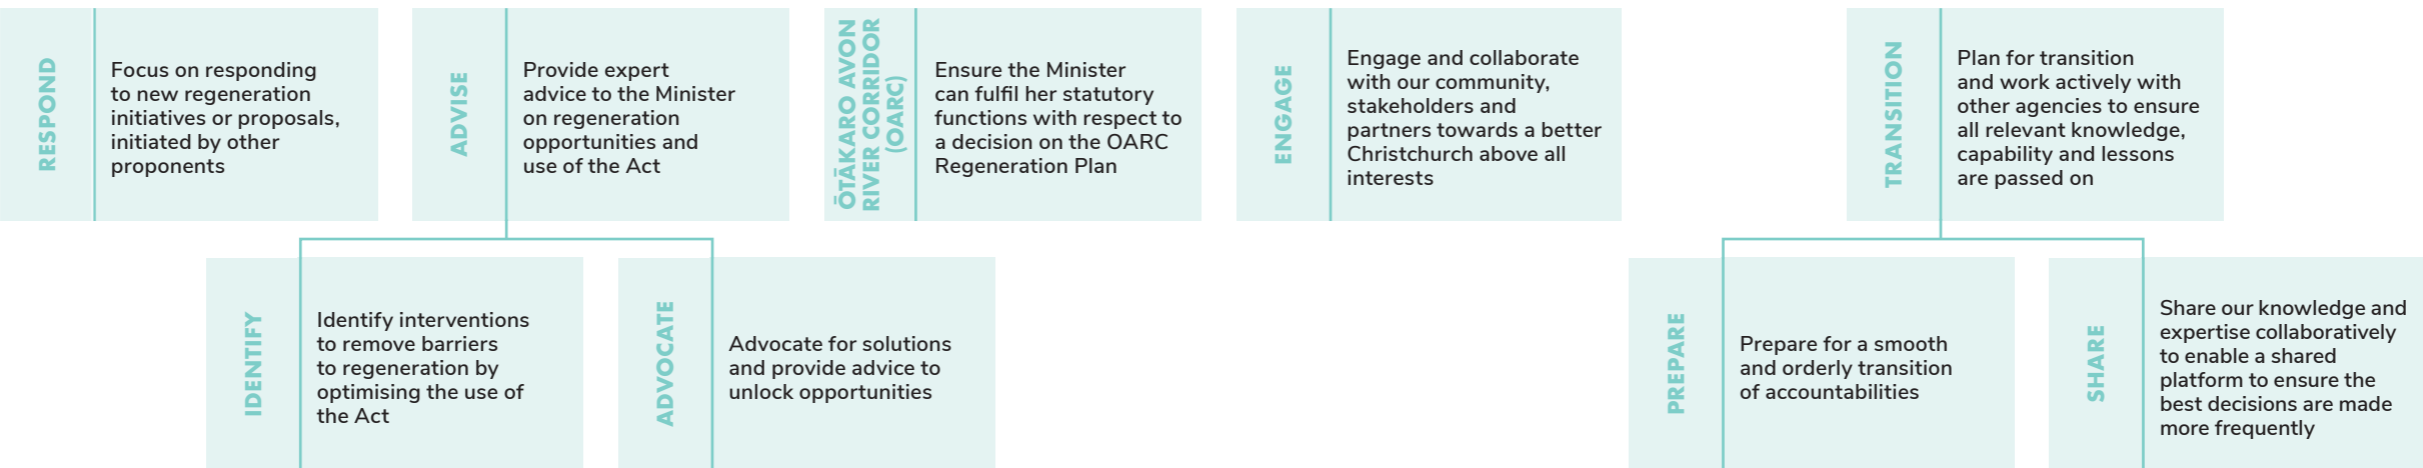 RESPOND
Focus on responding
to new regeneration
initiatives or proposals,
initiated by other
proponents
ADVISE
Provide expert
advice to the Minister
on regeneration
opportunities and
use of the Act
ŌTĀKARO AVON
RIVER CORRIDOR
(OARC)
Ensure the Minister
can fulfil her statutory
functions with respect to
a decision on the OARC
Regeneration Plan
ENGAGE
Engage and collaborate
with our community,
stakeholders and
partners towards a better
Christchurch above all
interests
TRANSITION
Plan for transition
and work actively with
other agencies to ensure
all relevant knowledge,
capability and lessons
are passed on
IDENTIFY
Identify interventions
to remove barriers
to regeneration by
optimising the use of
the Act
ADVOCATE
Advocate for solutions
and provide advice to
unlock opportunities
PREPARE
Prepare for a smooth
and orderly transition
of accountabilities
SHARE
Share our knowledge and
expertise collaboratively
to enable a shared
platform to ensure the
best decisions are made
more frequently